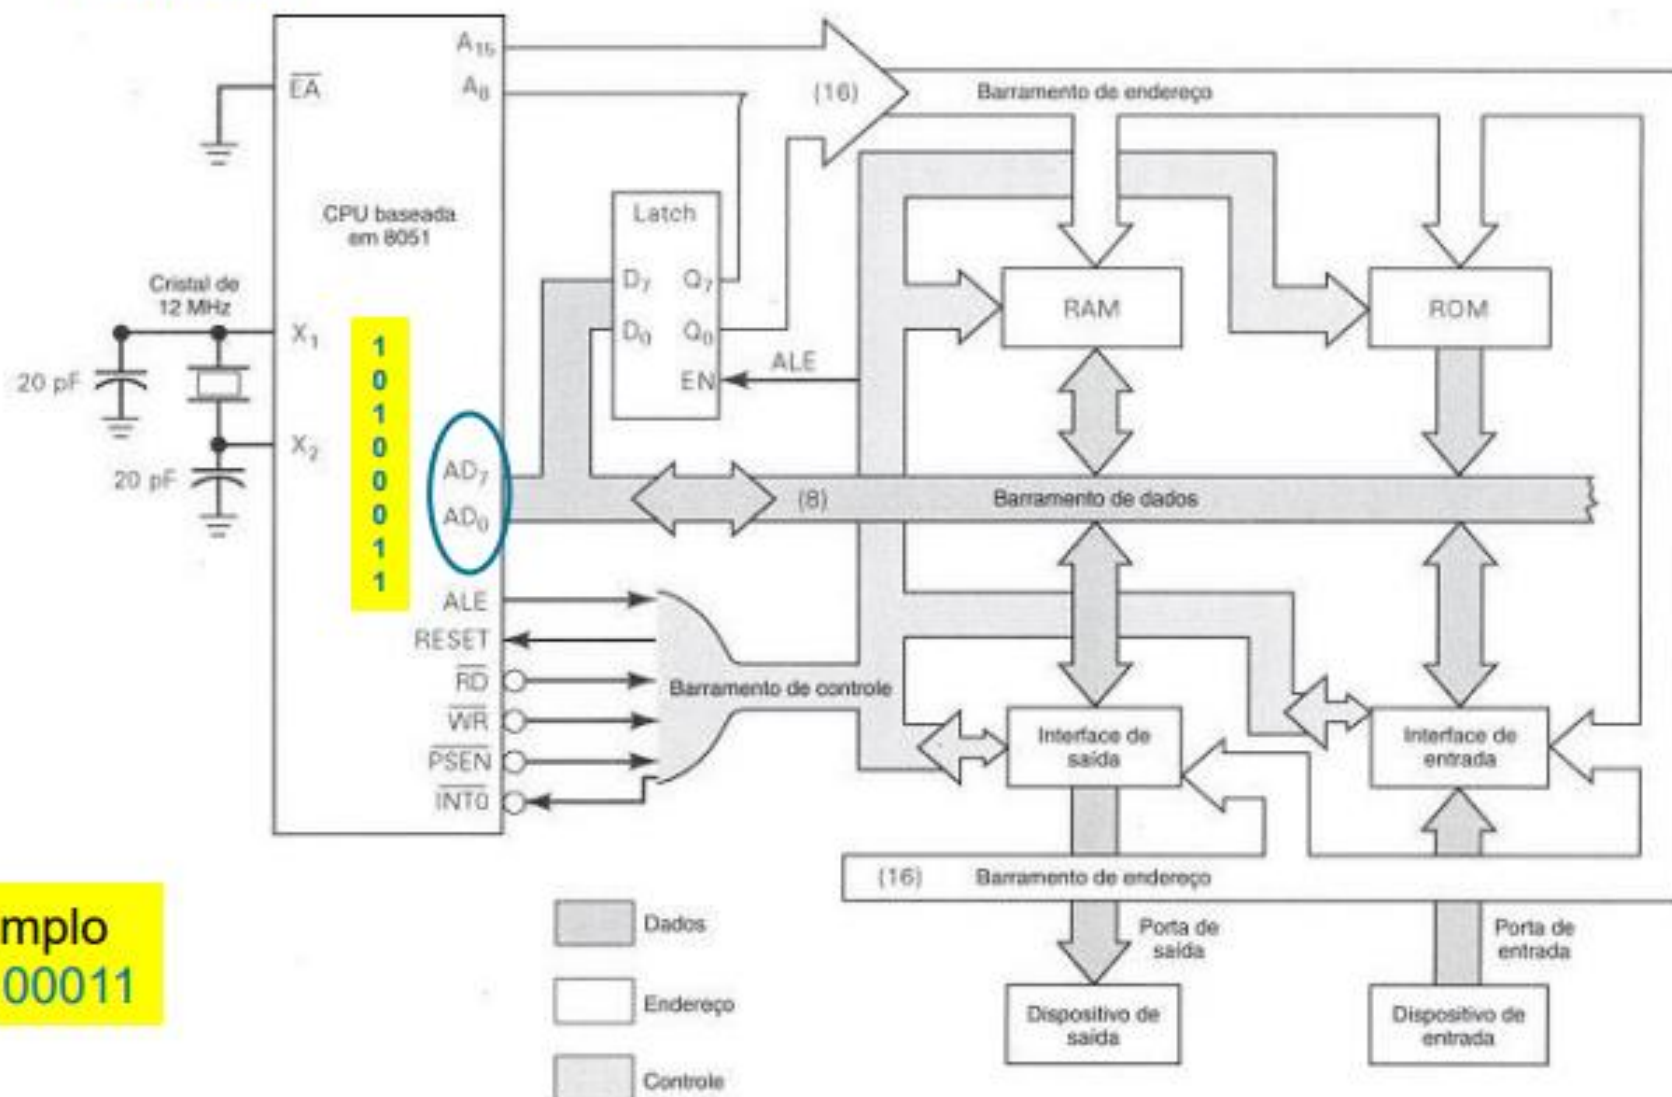 A15
EA
A8
(16)
Barramento de endereço
CPU baseada
em 8051
Latch
D7 Q7
D0 Q0
EN
ALE
RAM
ROM
Cristal de
12 MHz
X1
20 pF
X2
20 pF
1
0
1
0
0
0
1
1
AD7
AD0
(8)
Barramento de dados
ALE
RESET
RD
WR
PSEN
INT0
Barramento de controle
Interface de
saída
Interface de
entrada
(16) Barramento de endereço
mplo
00011
Dados
Endereço
Controle
Porta de
saída
Porta de
entrada
Dispositivo de
saída
Dispositivo de
entrada